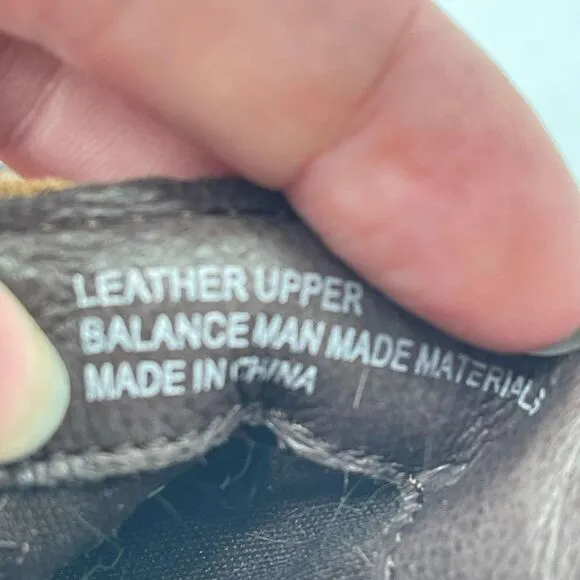 LEATHER UPPER
BALANCE MAN MADE MATERIALS
MADE IN CHINA